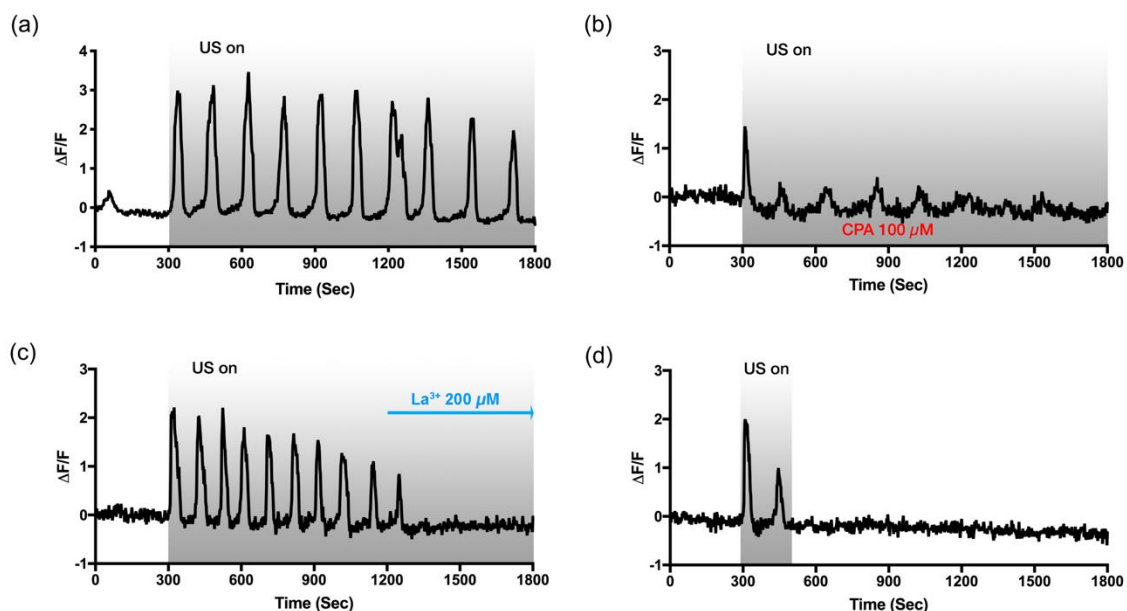 (a)
US on
4
3
2
1
0
-1
ΔF/F
0 300 600 900 1200 1500 1800
Time (Sec)
(b)
US on
3
2
1
0
-1
ΔF/F
CPA 100 µM
0 300 600 900 1200 1500 1800
Time (Sec)
(c)
US on
3
2
1
0
-1
ΔF/F
La³⁺ 200 µM
0 300 600 900 1200 1500 1800
Time (Sec)
(d)
US on
3
2
1
0
-1
ΔF/F
0 300 600 900 1200 1500 1800
Time (Sec)